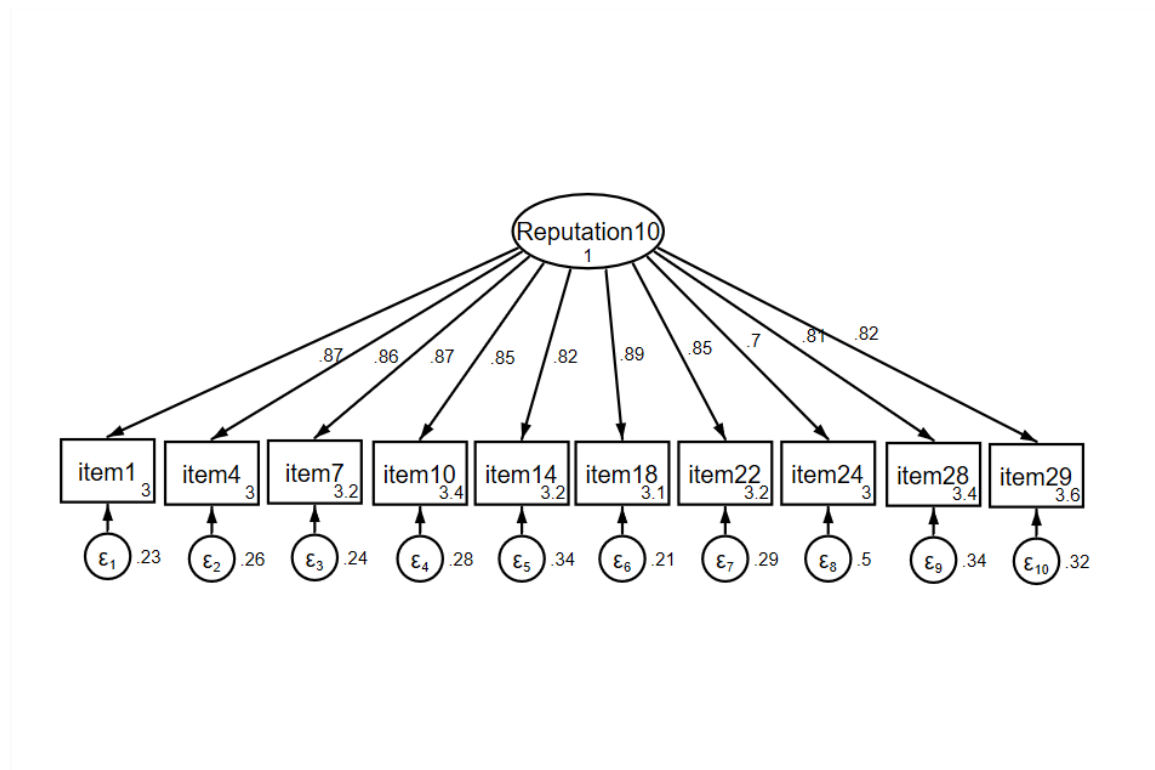 Reputation10
1
.87 .86 .87 .85 .82 .89 .85 .7 .81 .82
item1 item4 item7 item10 item14 item18 item22 item24 item28 item29
3 3 3.2 3.4 3.2 3.1 3.2 3 3.4 3.6
ε1 .23 ε2 .26 ε3 .24 ε4 .28 ε5 .34 ε6 .21 ε7 .29 ε8 .5 ε9 .34 ε10 .32